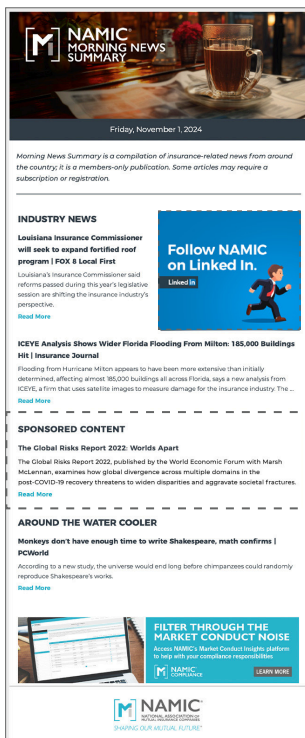 NAMIC®
MORNING NEWS
SUMMARY
Friday, November 1, 2024
Morning News Summary is a compilation of insurance-related news from around
the country; it is a members-only publication. Some articles may require a
subscription or registration.
INDUSTRY NEWS
Louisiana Insurance Commissioner
will seek to expand fortified roof
program | FOX 8 Local First
Louisiana's Insurance Commissioner said
reforms passed during this year's legislative
session are shifting the insurance industry's
perspective.
Read More
Follow NAMIC
on Linked In.
Linked in
ICEYE Analysis Shows Wider Florida Flooding From Milton: 185,000 Buildings
Hit | Insurance Journal
Flooding from Hurricane Milton appears to have been more extensive than initially
determined, affecting almost 185,000 buildings all across Florida, says a new analysis from
ICEYE, a firm that uses satellite images to measure damage for the insurance industry. The ...
Read More
SPONSORED CONTENT
The Global Risks Report 2022: Worlds Apart
The Global Risks Report 2022, published by the World Economic Forum with Marsh
McLennan, examines how global divergence across multiple domains in the
post-COVID-19 recovery threatens to widen disparities and aggravate societal fractures.
Read More
AROUND THE WATER COOLER
Monkeys don't have enough time to write Shakespeare, math confirms |
PCWorld
According to a new study, the universe would end long before chimpanzees could randomly
reproduce Shakespeare's works.
Read More
FILTER THROUGH THE
MARKET CONDUCT NOISE
Access NAMIC's Market Conduct Insights platform
to help with your compliance responsibilities
NAMIC
COMPLIANCE
LEARN MORE
NAMIC®
NATIONAL ASSOCIATION OF
MUTUAL INSURANCE COMPANIES
SHAPING OUR MUTUAL FUTURE®